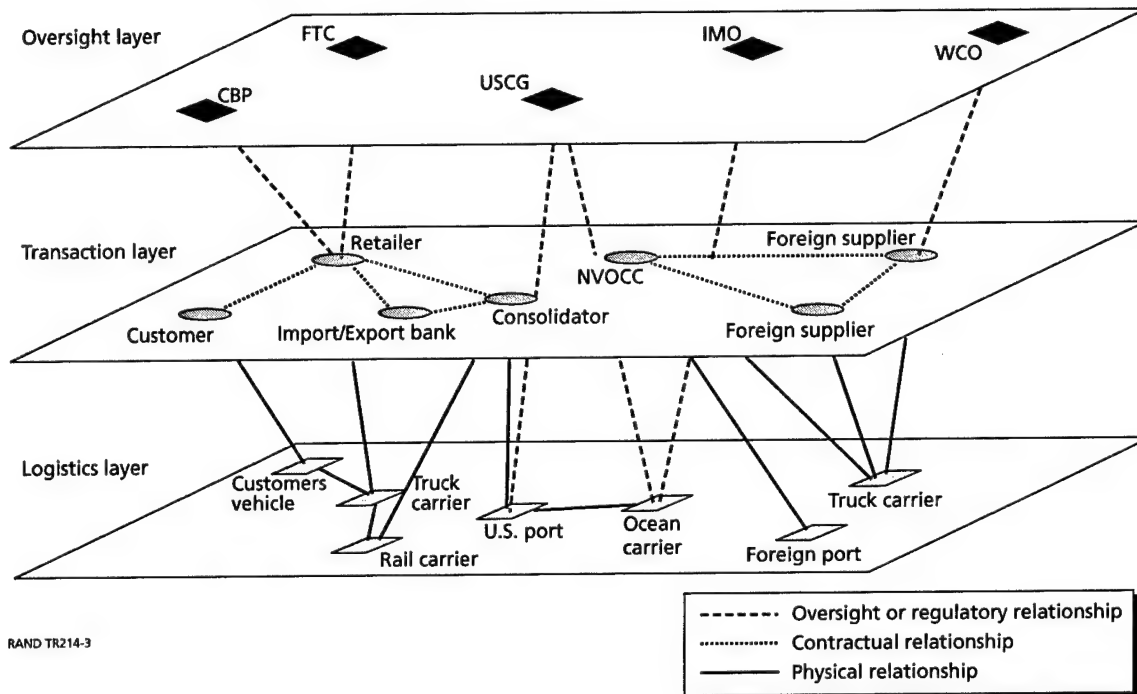 Oversight layer
FTC
IMO
WCO
CBP
USCG
Transaction layer
Retailer
Foreign supplier
NVOCC
Customer
Import/Export bank
Consolidator
Foreign supplier
Logistics layer
Customers
vehicle
Truck
carrier
U.S. port
Ocean
carrier
Truck carrier
Rail carrier
Foreign port
RAND TR214-3
Oversight or regulatory relationship
Contractual relationship
Physical relationship